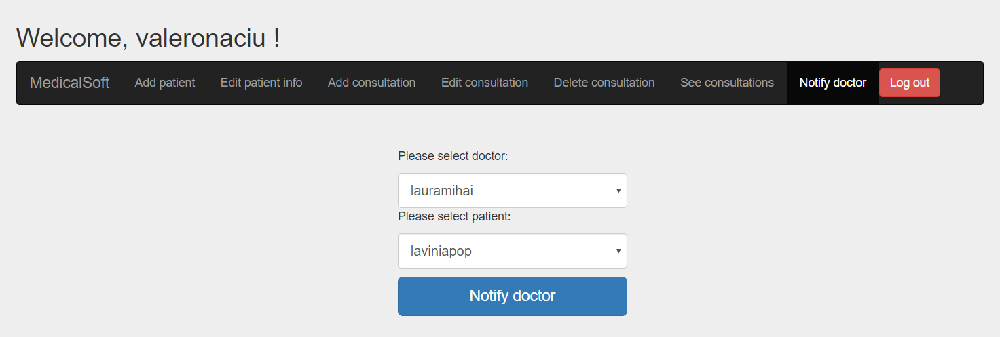 Welcome, valeronaciu !
MedicalSoft Add patient Edit patient info Add consultation Edit consultation Delete consultation See consultations Notify doctor Log out
Please select doctor:
lauramihai
Please select patient:
laviniapop
Notify doctor